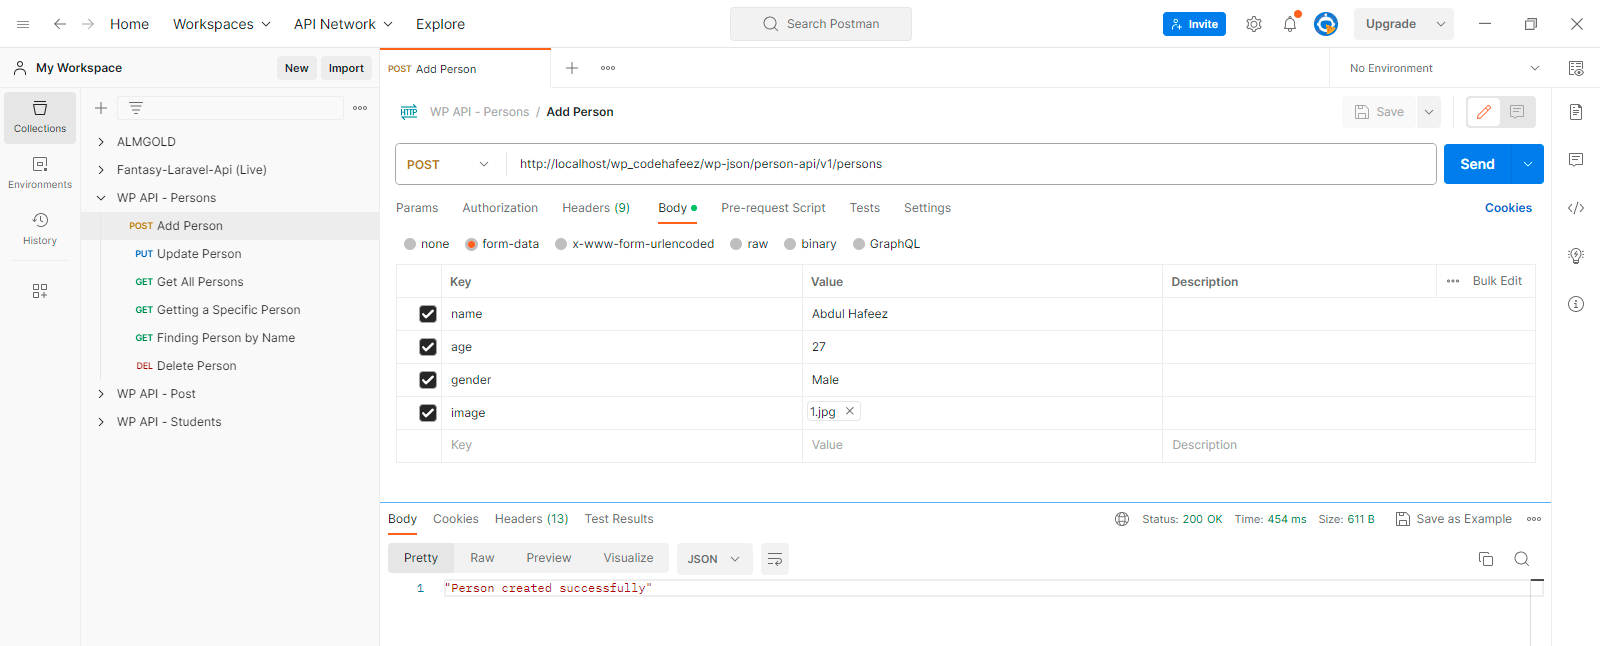 Home Workspaces API Network Explore Search Postman Invite Upgrade
My Workspace New Import POST Add Person No Environment
Collections
Environments
History
ALMGOLD
Fantasy-Laravel-Api (Live)
WP API - Persons
POST Add Person
PUT Update Person
GET Get All Persons
GET Getting a Specific Person
GET Finding Person by Name
DEL Delete Person
WP API - Post
WP API - Students
HTTP WP API - Persons / Add Person Save
POST http://localhost/wp_codehafeez/wp-json/person-api/v1/persons Send
Params Authorization Headers (9) Body Pre-request Script Tests Settings Cookies
none form-data x-www-form-urlencoded raw binary GraphQL
Key Value Description Bulk Edit
name Abdul Hafeez
age 27
gender Male
image 1.jpg
Key Value Description
Body Cookies Headers (13) Test Results Status: 200 OK Time: 454 ms Size: 611 B Save as Example
Pretty Raw Preview Visualize JSON
1 "Person created successfully"